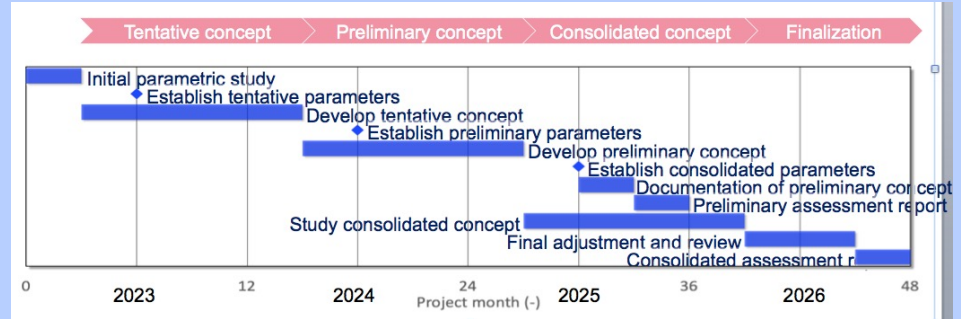 Tentative concept Preliminary concept Consolidated concept Finalization
Initial parametric study
Establish tentative parameters
Develop tentative concept
Establish preliminary parameters
Develop preliminary concept
Establish consolidated parameters
Documentation of preliminary concept
Preliminary assessment report
Study consolidated concept
Final adjustment and review
Consolidated assessment
0 12 24 36 48
2023 2024 2025 2026
Project month (-)